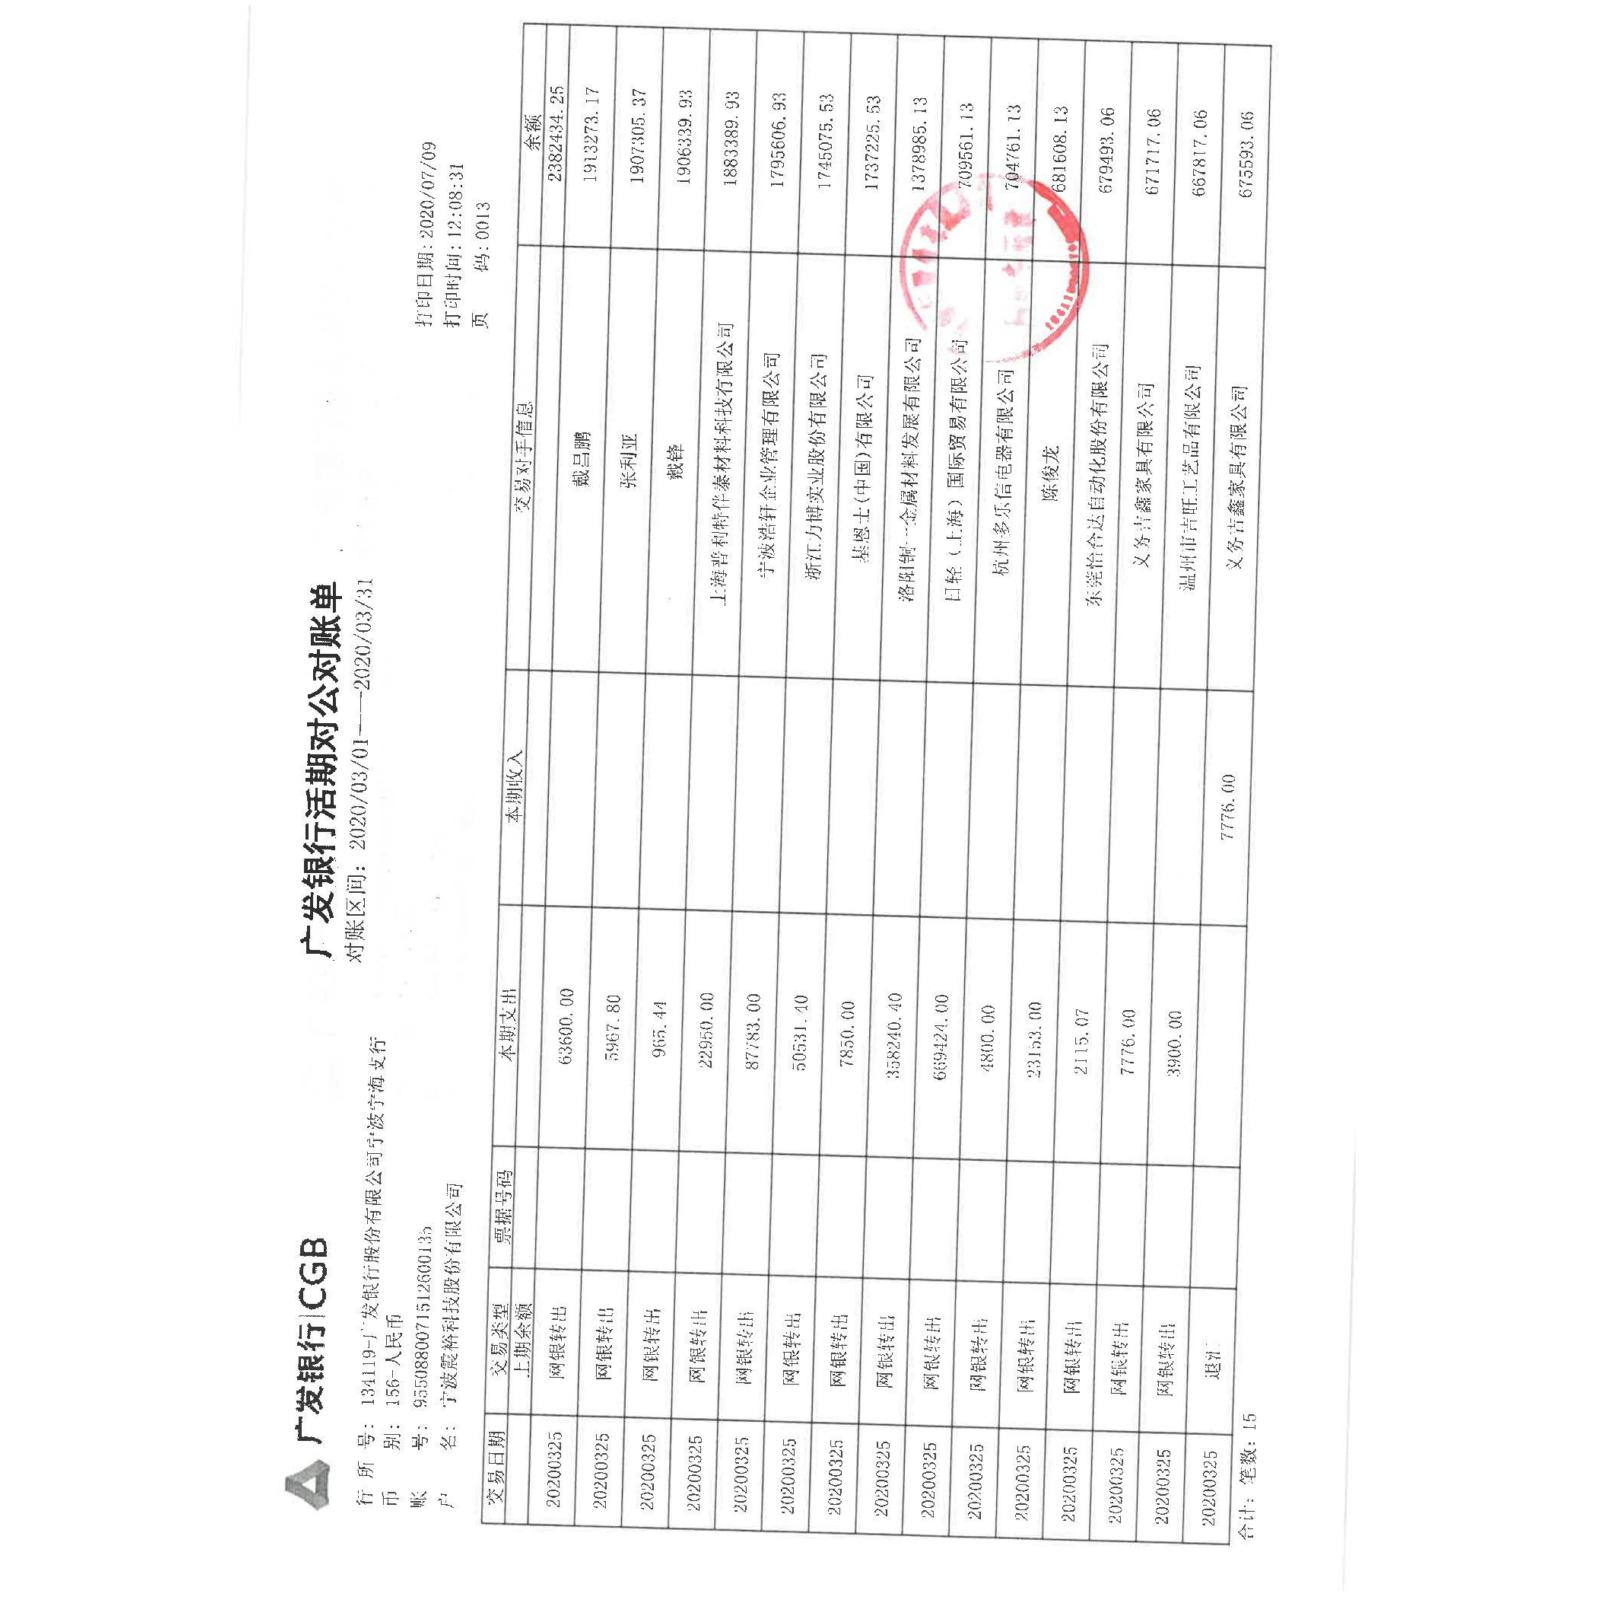 广发银行|CGB
广发银行活期对公对账单
对账区间：2020/03/01---2020/03/31
行所号：134119-广发银行股份有限公司宁波宁海支行
币 别：156-人民币
账 号：9550880071512600135
户 名：宁波震裕科技股份有限公司
打印日期：2020/07/09
打印时间：12:08:31
页 码：0013
交易日期 交易类型 票据号码 本期支出 本期收入 交易对手信息 余额
上期余额 2382434.25
20200325 网银转出 63600.00 戴昌鹏 1913273.17
20200325 网银转出 5967.80 张利亚 1907305.37
20200325 网银转出 965.44 戴锋 1906339.93
20200325 网银转出 22950.00 上海普利特伴泰材料科技有限公司 1883389.93
20200325 网银转出 87783.00 宁波浩轩企业管理有限公司 1795606.93
20200325 网银转出 50531.40 浙江力博实业股份有限公司 1745075.53
20200325 网银转出 7850.00 基恩士(中国)有限公司 1737225.53
20200325 网银转出 358240.40 洛阳铜一金属材料发展有限公司 1378985.13
20200325 网银转出 669424.00 日轻（上海）国际贸易有限公司 709561.13
20200325 网银转出 4800.00 杭州多乐信电器有限公司 704761.13
20200325 网银转出 23153.00 陈俊龙 681608.13
20200325 网银转出 2115.07 东莞怡合达自动化股份有限公司 679493.06
20200325 网银转出 7776.00 义务吉鑫家具有限公司 671717.06
20200325 网银转出 3900.00 温州市吉旺工艺品有限公司 667817.06
20200325 退汇 7776.00 义务吉鑫家具有限公司 675593.06
合计：笔数：15